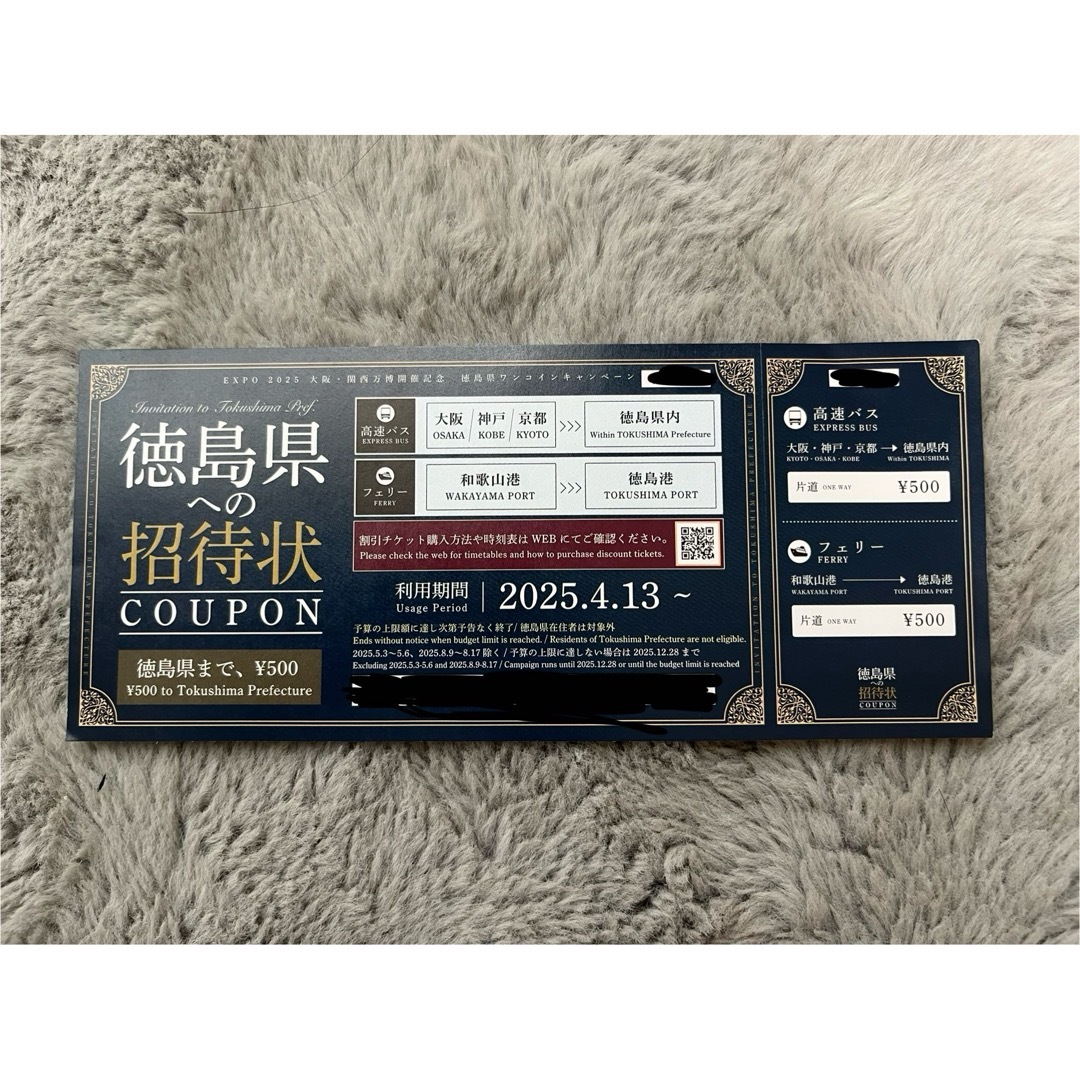 EXPO 2025 大阪・関西万博開催記念 徳島県ワンコインキャンペーン
Invitation to Tokushima Pref.
徳島県
への
招待状
COUPON
徳島県まで、¥500
¥500 to Tokushima Prefecture
高速バス
EXPRESS BUS
大阪 / 神戸 / 京都 >>> 徳島県内
OSAKA / KOBE / KYOTO Within TOKUSHIMA Prefecture
フェリー
FERRY
和歌山港 >>> 徳島港
WAKAYAMA PORT TOKUSHIMA PORT
割引チケット購入方法や時刻表は WEB にてご確認ください。
Please check the web for timetables and how to purchase discount tickets.
利用期間 2025.4.13 ~
Usage Period
予算の上限額に達し次第予告なく終了/ 徳島県在住者は対象外
Ends without notice when budget limit is reached. / Residents of Tokushima Prefecture are not eligible.
2025.5.3～5.6、2025.8.9～8.17 除く / 予算の上限に達しない場合は 2025.12.28 まで
Excluding 2025.5.3-5.6 and 2025.8.9-8.17 / Campaign runs until 2025.12.28 or until the budget limit is reached
INVITATION TO TOKUSHIMA PREFECTURE
INVITATION TO TOKUSHIMA PREFECTURE
高速バス
EXPRESS BUS
大阪・神戸・京都 → 徳島県内
KYOTO・OSAKA・KOBE Within TOKUSHIMA
片道 ONE WAY ¥500
フェリー
FERRY
和歌山港 → 徳島港
WAKAYAMA PORT TOKUSHIMA PORT
片道 ONE WAY ¥500
徳島県
への
招待状
COUPON